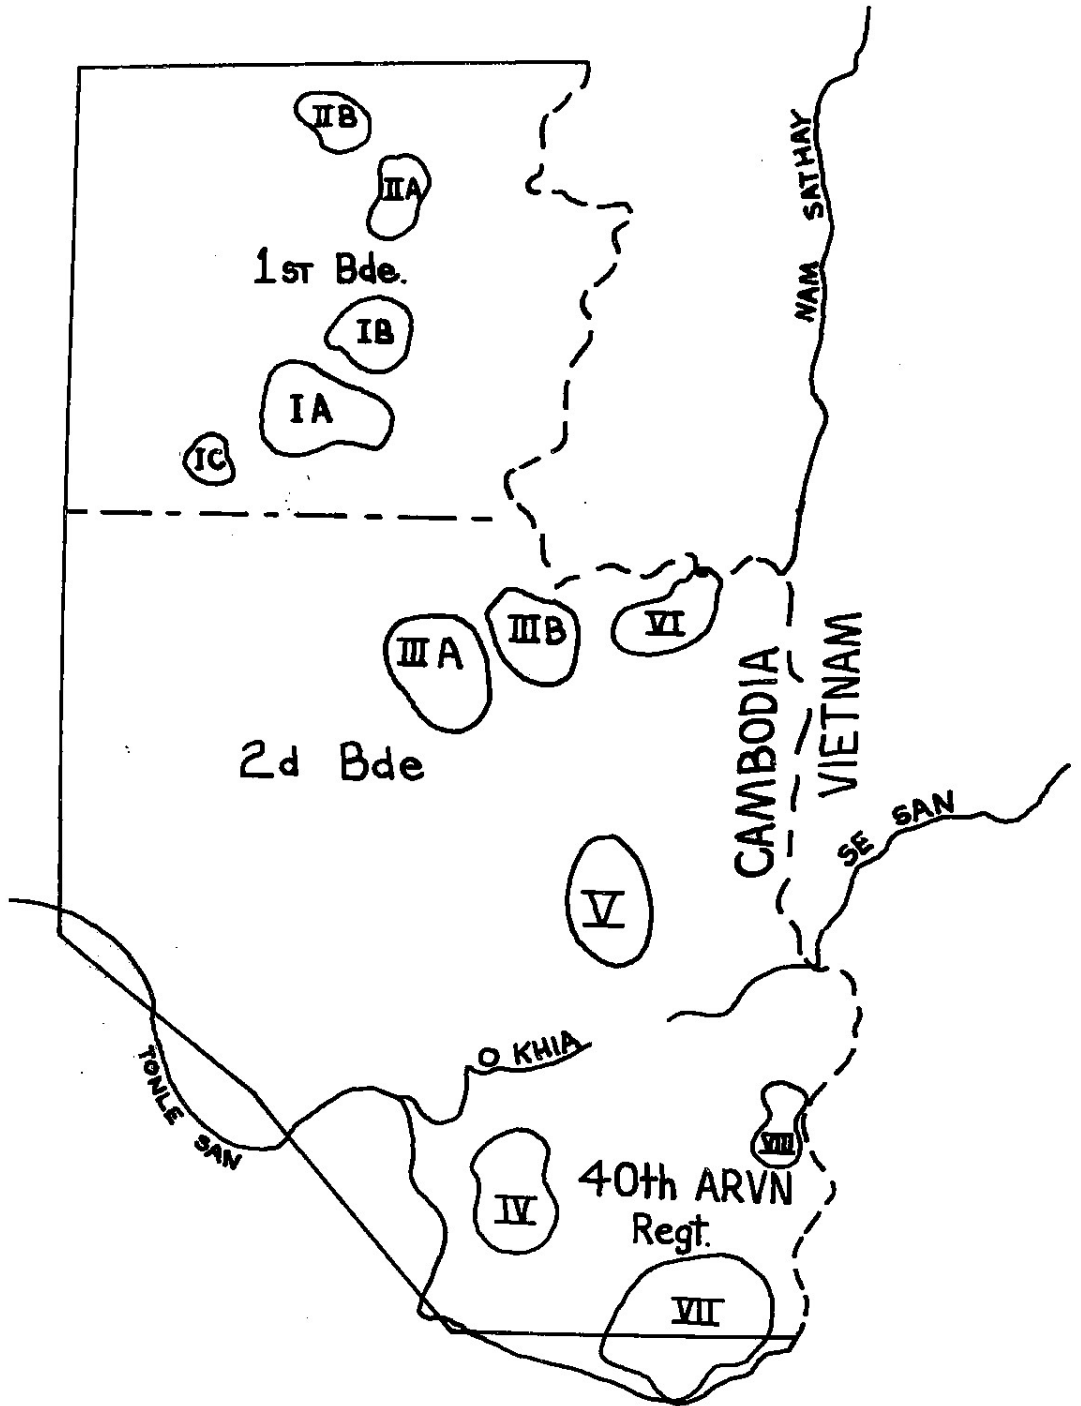 IIB
IIA
1ST Bde.
IB
IA
IC
NAM SATHAY
IIIA
IIIB
VI
2d Bde
CAMBODIA
VIETNAM
SE SAN
V
O KHIA
TONLE SAN
VIII
IV
40th ARVN
Regt.
VII